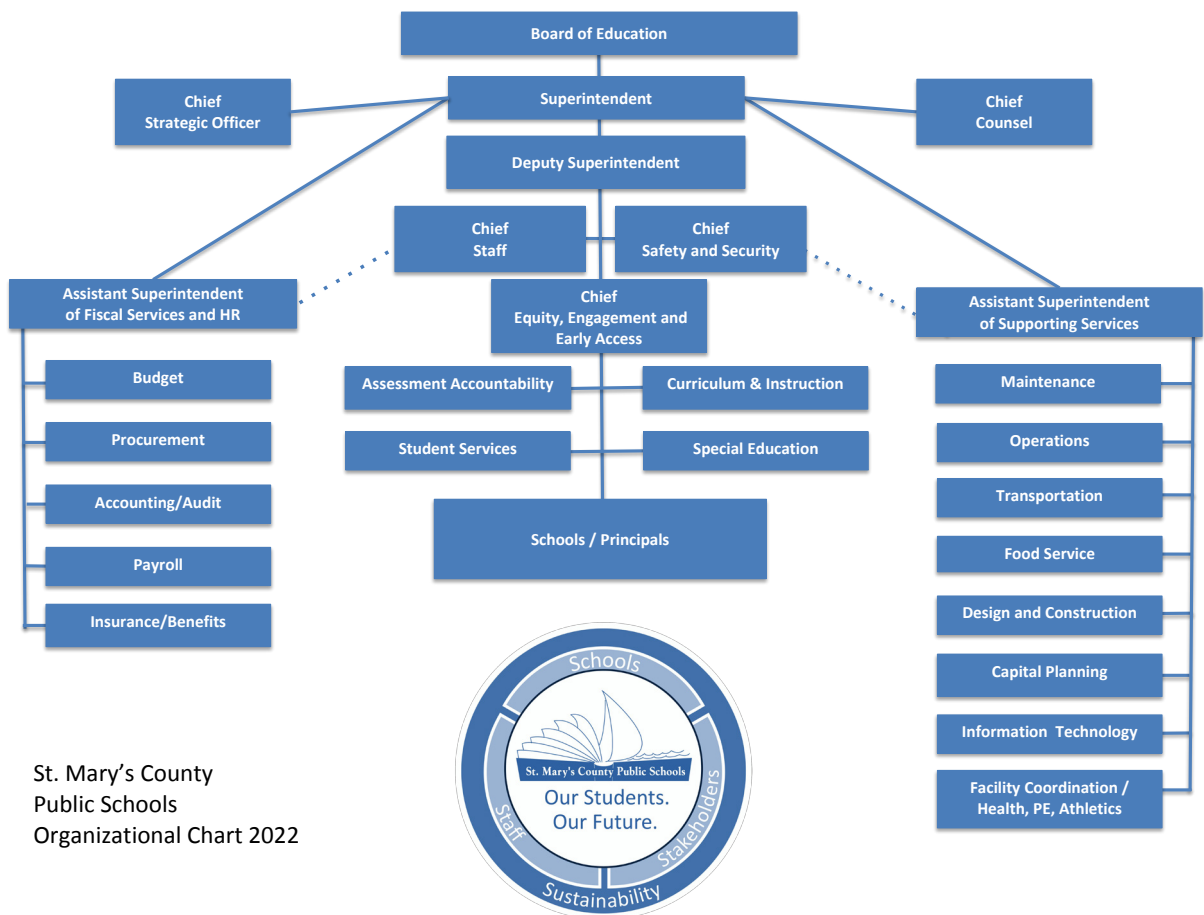 Board of Education
Chief
Strategic Officer
Superintendent
Chief
Counsel
Deputy Superintendent
Chief
Staff
Chief
Safety and Security
Assistant Superintendent
of Fiscal Services and HR
Chief
Equity, Engagement and
Early Access
Assistant Superintendent
of Supporting Services
Budget
Procurement
Accounting/Audit
Payroll
Insurance/Benefits
Assessment Accountability
Curriculum & Instruction
Student Services
Special Education
Schools / Principals
Maintenance
Operations
Transportation
Food Service
Design and Construction
Capital Planning
Information Technology
Facility Coordination /
Health, PE, Athletics
St. Mary’s County
Public Schools
Organizational Chart 2022
Schools
St. Mary's County Public Schools
Our Students.
Our Future.
Staff
Stakeholders
Sustainability